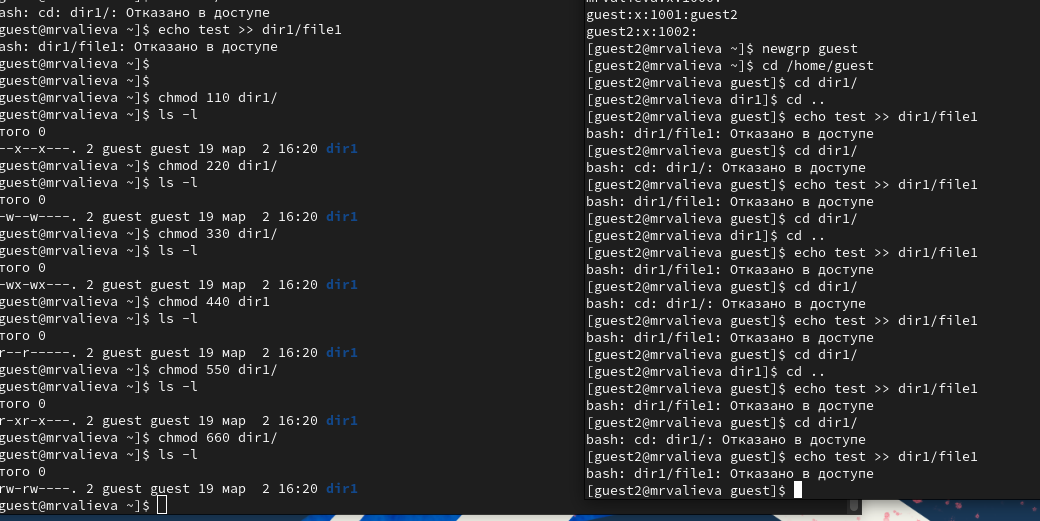 ash: cd: dir1/: Отказано в доступе
guest@mrvalieva ~]$ echo test >> dir1/file1
ash: dir1/file1: Отказано в доступе
guest@mrvalieva ~]$
guest@mrvalieva ~]$
guest@mrvalieva ~]$ chmod 110 dir1/
guest@mrvalieva ~]$ ls -l
того 0
--x--x---. 2 guest guest 19 мар  2 16:20 dir1
guest@mrvalieva ~]$ chmod 220 dir1/
guest@mrvalieva ~]$ ls -l
того 0
-w--w----. 2 guest guest 19 мар  2 16:20 dir1
guest@mrvalieva ~]$ chmod 330 dir1/
guest@mrvalieva ~]$ ls -l
того 0
-wx-wx---. 2 guest guest 19 мар  2 16:20 dir1
guest@mrvalieva ~]$ chmod 440 dir1
guest@mrvalieva ~]$ ls -l
того 0
r--r-----. 2 guest guest 19 мар  2 16:20 dir1
guest@mrvalieva ~]$ chmod 550 dir1/
guest@mrvalieva ~]$ ls -l
того 0
r-xr-x---. 2 guest guest 19 мар  2 16:20 dir1
guest@mrvalieva ~]$ chmod 660 dir1/
guest@mrvalieva ~]$ ls -l
того 0
rw-rw----. 2 guest guest 19 мар  2 16:20 dir1
guest@mrvalieva ~]$
guest:x:1001:guest2
guest2:x:1002:
[guest2@mrvalieva ~]$ newgrp guest
[guest2@mrvalieva ~]$ cd /home/guest
[guest2@mrvalieva guest]$ cd dir1/
[guest2@mrvalieva dir1]$ cd ..
[guest2@mrvalieva guest]$ echo test >> dir1/file1
bash: dir1/file1: Отказано в доступе
[guest2@mrvalieva guest]$ cd dir1/
bash: cd: dir1/: Отказано в доступе
[guest2@mrvalieva guest]$ echo test >> dir1/file1
bash: dir1/file1: Отказано в доступе
[guest2@mrvalieva guest]$ cd dir1/
[guest2@mrvalieva dir1]$ cd ..
[guest2@mrvalieva guest]$ echo test >> dir1/file1
bash: dir1/file1: Отказано в доступе
[guest2@mrvalieva guest]$ cd dir1/
bash: cd: dir1/: Отказано в доступе
[guest2@mrvalieva guest]$ echo test >> dir1/file1
bash: dir1/file1: Отказано в доступе
[guest2@mrvalieva guest]$ cd dir1/
[guest2@mrvalieva dir1]$ cd ..
[guest2@mrvalieva guest]$ echo test >> dir1/file1
bash: dir1/file1: Отказано в доступе
[guest2@mrvalieva guest]$ cd dir1/
bash: cd: dir1/: Отказано в доступе
[guest2@mrvalieva guest]$ echo test >> dir1/file1
bash: dir1/file1: Отказано в доступе
[guest2@mrvalieva guest]$